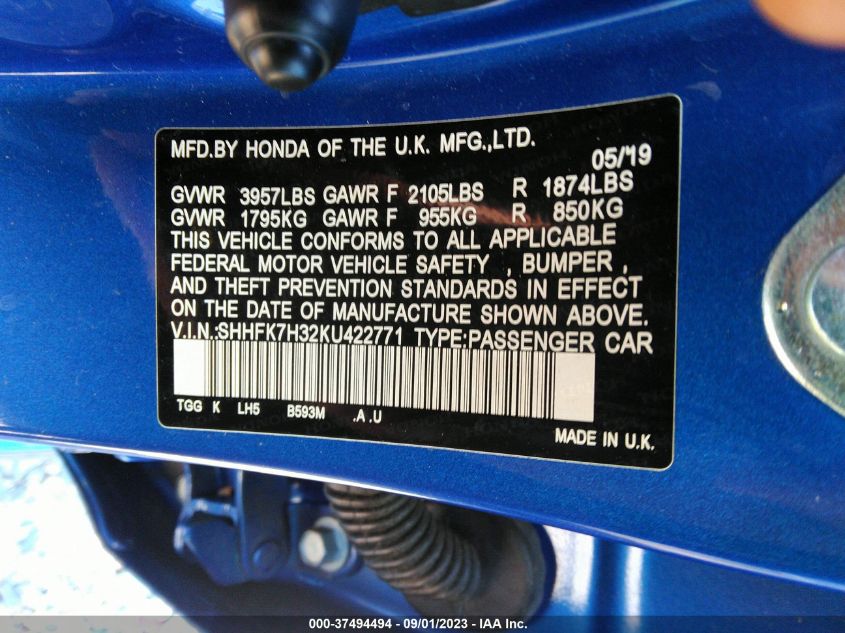 MFD.BY HONDA OF THE U.K. MFG.,LTD.
05/'19
GVWR 3957LBS GAWR F 2105LBS R 1874LBS
GVWR 1795KG GAWR F 955KG R 850KG
THIS VEHICLE CONFORMS TO ALL APPLICABLE
FEDERAL MOTOR VEHICLE SAFETY , BUMPER ,
AND THEFT PREVENTION STANDARDS IN EFFECT
ON THE DATE OF MANUFACTURE SHOWN ABOVE.
V.I.N.:SHHFK7H32KU422771 TYPE:PASSENGER CAR
TGG K LH5 B593M .A .U
MADE IN U.K.
000-37494494 - 09/01/2023 - IAA Inc.